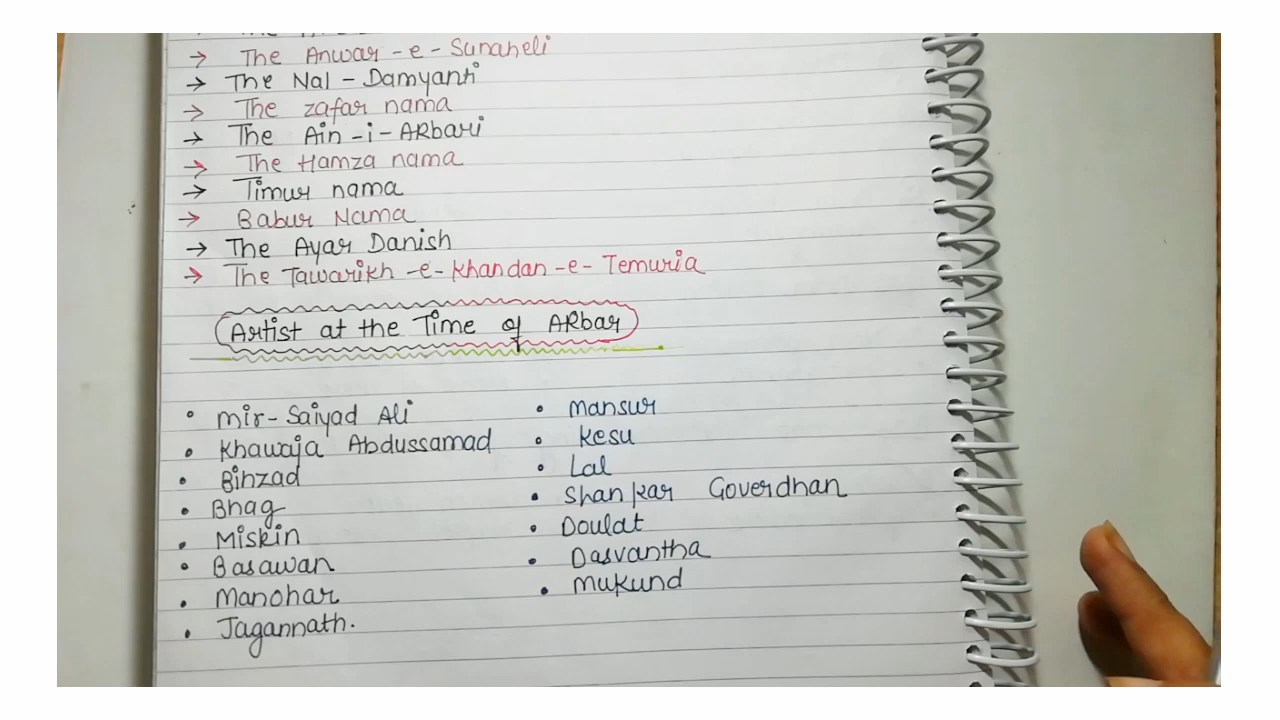 → The Anwar-e-Sunaheli
→ The Nal-Damyanti
→ The zafar nama
→ The Ain-i-AKbari
→ The Hamza nama
→ Timur nama
→ Babur Nama
→ The Ayar Danish
→ The Tawarikh-e-khandan-e-Temuria
Artist at the Time of AKbar
• Mir-Saiyad Ali
• Khawaja Abdussamad
• Bihzad
• Bhag
• Miskin
• Basawan
• Manohar
• Jagannath.
• Mansur
• Kesu
• Lal
• Shankar Goverdhan
• Doulat
• Dasvantha
• Mukund